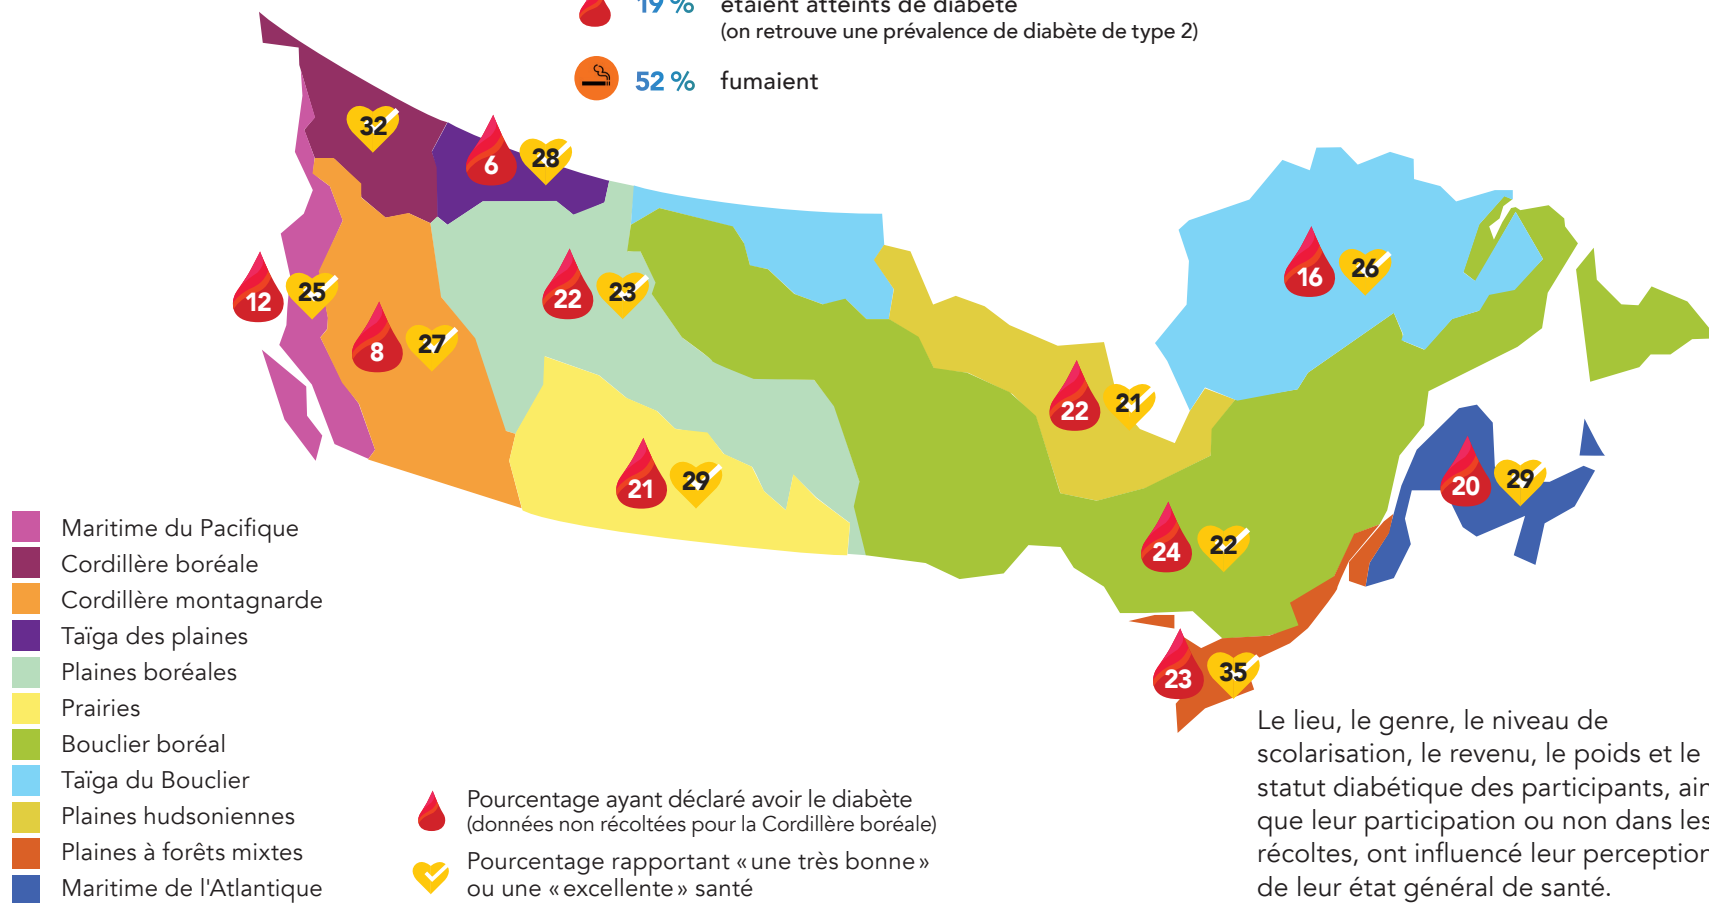 19 % étaient atteints de diabète
(on retrouve une prévalence de diabète de type 2)
52 % fumaient
32
6 28
12 25
8 27
22 23
16 26
22 21
21 29
20 29
24 22
23 35
Maritime du Pacifique
Cordillère boréale
Cordillère montagnarde
Taïga des plaines
Plaines boréales
Prairies
Bouclier boréal
Taïga du Bouclier
Plaines hudsoniennes
Plaines à forêts mixtes
Maritime de l'Atlantique
Pourcentage ayant déclaré avoir le diabète
(données non récoltées pour la Cordillère boréale)
Pourcentage rapportant « une très bonne »
ou une « excellente » santé
Le lieu, le genre, le niveau de
scolarisation, le revenu, le poids et le
statut diabétique des participants,
que leur participation ou non dans les
récoltes, ont influencé leur perception
de leur état général de santé.